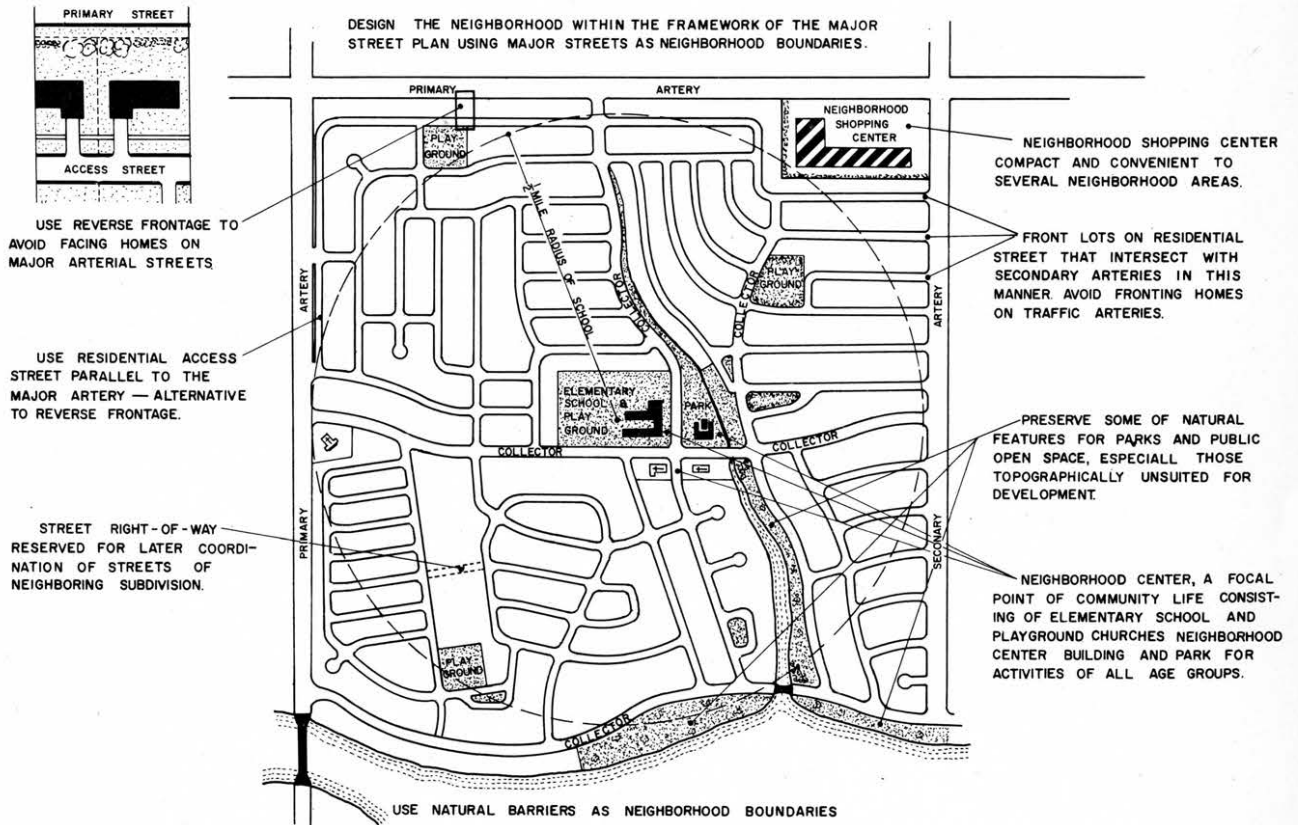 PRIMARY STREET
ACCESS STREET
DESIGN THE NEIGHBORHOOD WITHIN THE FRAMEWORK OF THE MAJOR
STREET PLAN USING MAJOR STREETS AS NEIGHBORHOOD BOUNDARIES.
USE REVERSE FRONTAGE TO
AVOID FACING HOMES ON
MAJOR ARTERIAL STREETS.
USE RESIDENTIAL ACCESS
STREET PARALLEL TO THE
MAJOR ARTERY — ALTERNATIVE
TO REVERSE FRONTAGE.
STREET RIGHT-OF-WAY
RESERVED FOR LATER COORDI-
NATION OF STREETS OF
NEIGHBORING SUBDIVISION.
PRIMARY ARTERY
NEIGHBORHOOD
SHOPPING
CENTER
PLAY
GROUND
½ MILE RADIUS OF SCHOOL
COLLECTOR
COLLECTOR
PLAY
GROUND
ARTERY
ARTERY
ELEMENTARY
SCHOOL &
PLAY
GROUND
PARK
COLLECTOR
COLLECTOR
PRIMARY
SECONARY
PLAY-
GROUND
COLLECTOR
NEIGHBORHOOD SHOPPING CENTER
COMPACT AND CONVENIENT TO
SEVERAL NEIGHBORHOOD AREAS.
FRONT LOTS ON RESIDENTIAL
STREET THAT INTERSECT WITH
SECONDARY ARTERIES IN THIS
MANNER. AVOID FRONTING HOMES
ON TRAFFIC ARTERIES.
PRESERVE SOME OF NATURAL
FEATURES FOR PARKS AND PUBLIC
OPEN SPACE, ESPECIALL THOSE
TOPOGRAPHICALLY UNSUITED FOR
DEVELOPMENT.
NEIGHBORHOOD CENTER, A FOCAL
POINT OF COMMUNITY LIFE CONSIST-
ING OF ELEMENTARY SCHOOL AND
PLAYGROUND CHURCHES NEIGHBORHOOD
CENTER BUILDING AND PARK FOR
ACTIVITIES OF ALL AGE GROUPS.
USE NATURAL BARRIERS AS NEIGHBORHOOD BOUNDARIES